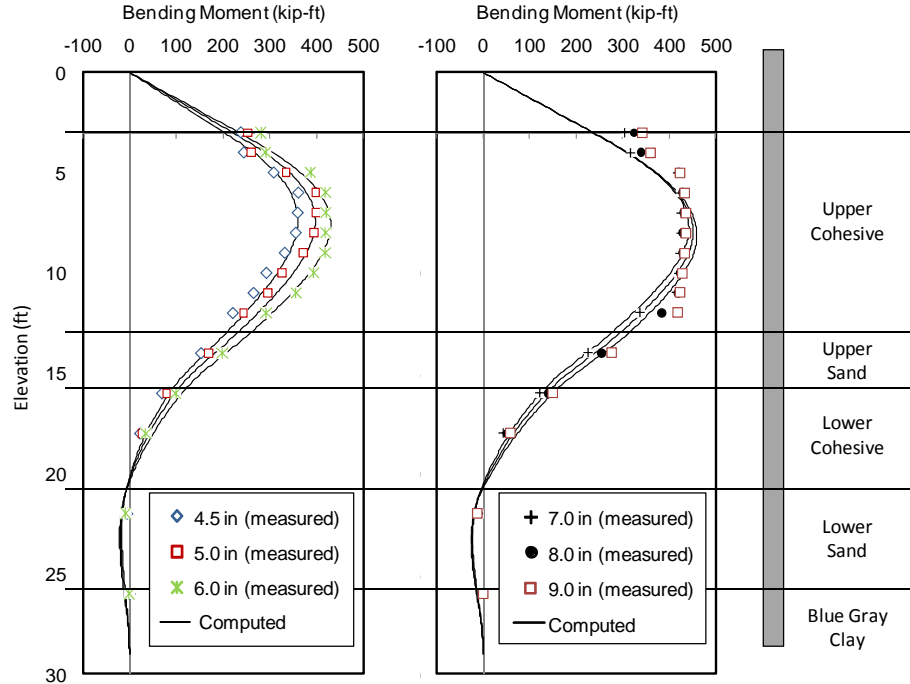 Bending Moment (kip-ft)
-100 0 100 200 300 400 500
Bending Moment (kip-ft)
-100 0 100 200 300 400 500
Elevation (ft)
0
5
10
15
20
25
30
4.5 in (measured)
5.0 in (measured)
6.0 in (measured)
Computed
7.0 in (measured)
8.0 in (measured)
9.0 in (measured)
Computed
Upper
Cohesive
Upper
Sand
Lower
Cohesive
Lower
Sand
Blue Gray
Clay